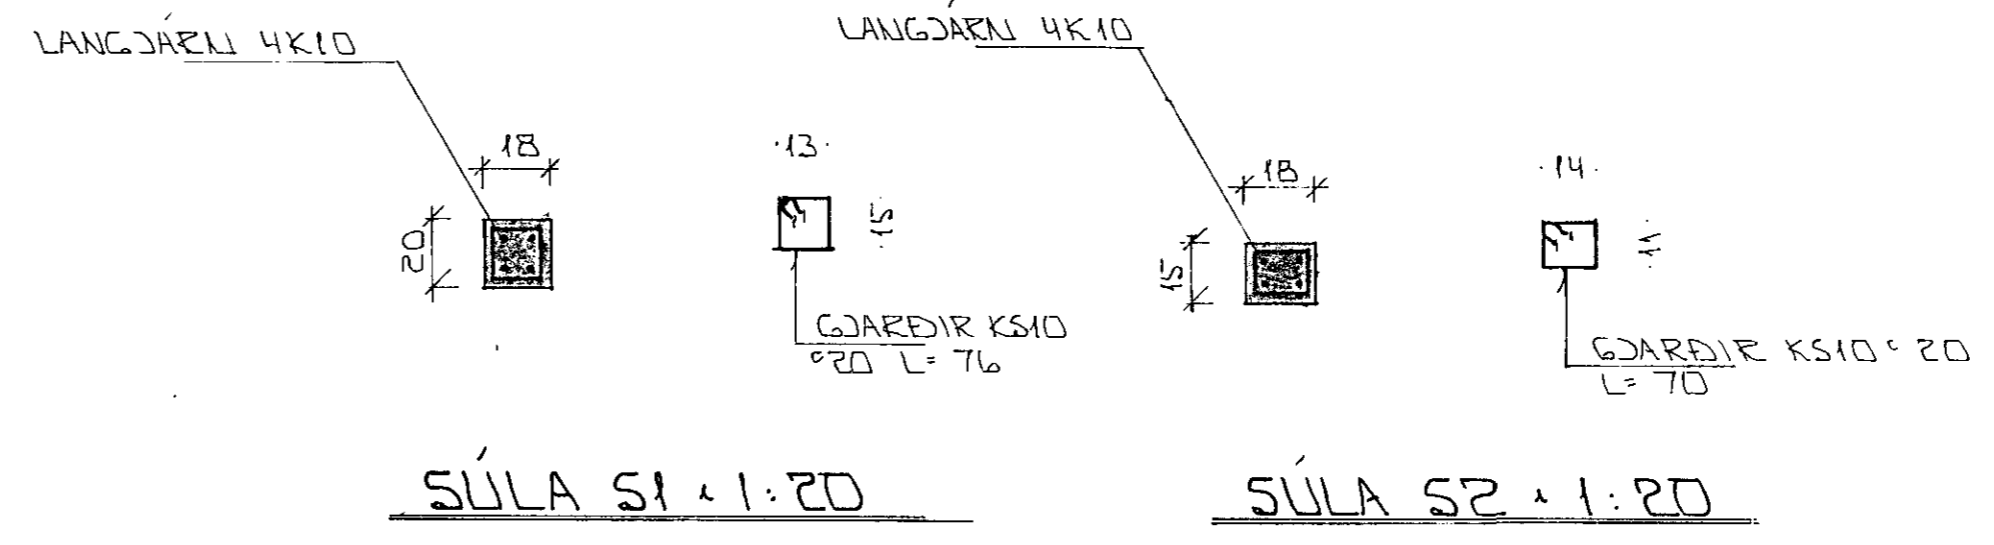 LANGJÁRN 4K10
18
20
·13·
·15·
GJARÐIR KS10
c20 L= 76
SÚLA S1 · 1:20
LANGJÁRN 4K10
18
15
·14·
·11·
GJARÐIR KS10 c 20
L= 70
SÚLA S2 · 1:20